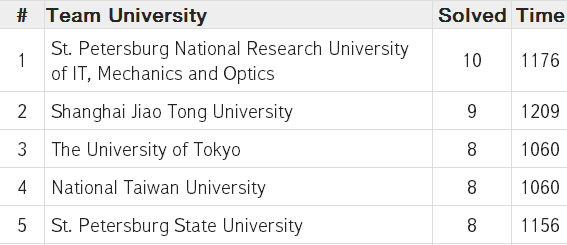 # Team University Solved Time
1 St. Petersburg National Research University of IT, Mechanics and Optics 10 1176
2 Shanghai Jiao Tong University 9 1209
3 The University of Tokyo 8 1060
4 National Taiwan University 8 1060
5 St. Petersburg State University 8 1156